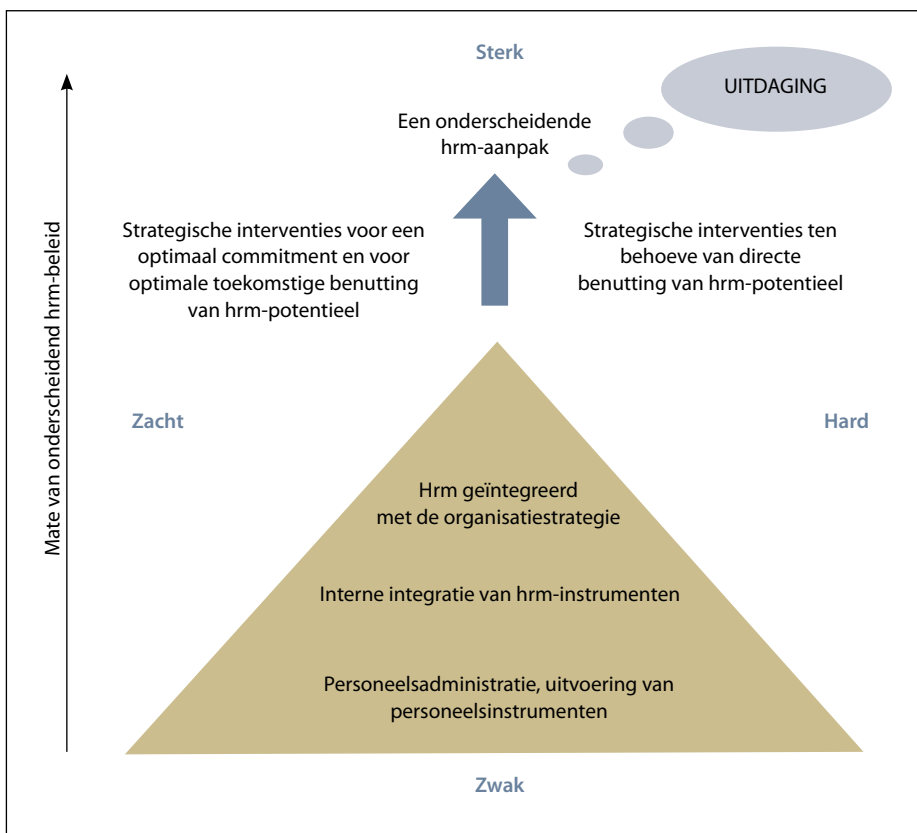 Sterk
UITDAGING
Een onderscheidende
hrm-aanpak
Strategische interventies voor een
optimaal commitment en voor
optimale toekomstige benutting
van hrm-potentieel
Strategische interventies ten
behoeve van directe
benutting van hrm-potentieel
Mate van onderscheidend hrm-beleid
Zacht
Hard
Hrm geïntegreerd
met de organisatiestrategie
Interne integratie van hrm-instrumenten
Personeelsadministratie, uitvoering van
personeelsinstrumenten
Zwak